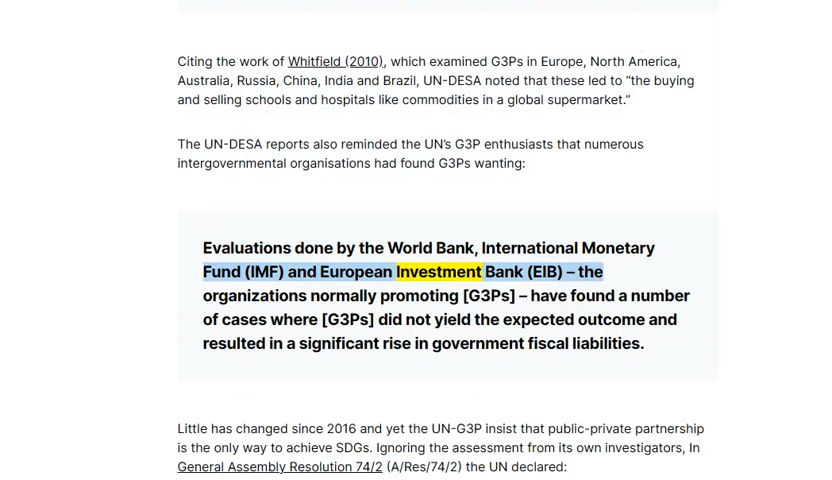 Citing the work of Whitfield (2010), which examined G3Ps in Europe, North America,
Australia, Russia, China, India and Brazil, UN-DESA noted that these led to “the buying
and selling schools and hospitals like commodities in a global supermarket.”
The UN-DESA reports also reminded the UN’s G3P enthusiasts that numerous
intergovernmental organisations had found G3Ps wanting:
Evaluations done by the World Bank, International Monetary
Fund (IMF) and European Investment Bank (EIB) – the
organizations normally promoting [G3Ps] – have found a number
of cases where [G3Ps] did not yield the expected outcome and
resulted in a significant rise in government fiscal liabilities.
Little has changed since 2016 and yet the UN-G3P insist that public-private partnership
is the only way to achieve SDGs. Ignoring the assessment from its own investigators, In
General Assembly Resolution 74/2 (A/Res/74/2) the UN declared: